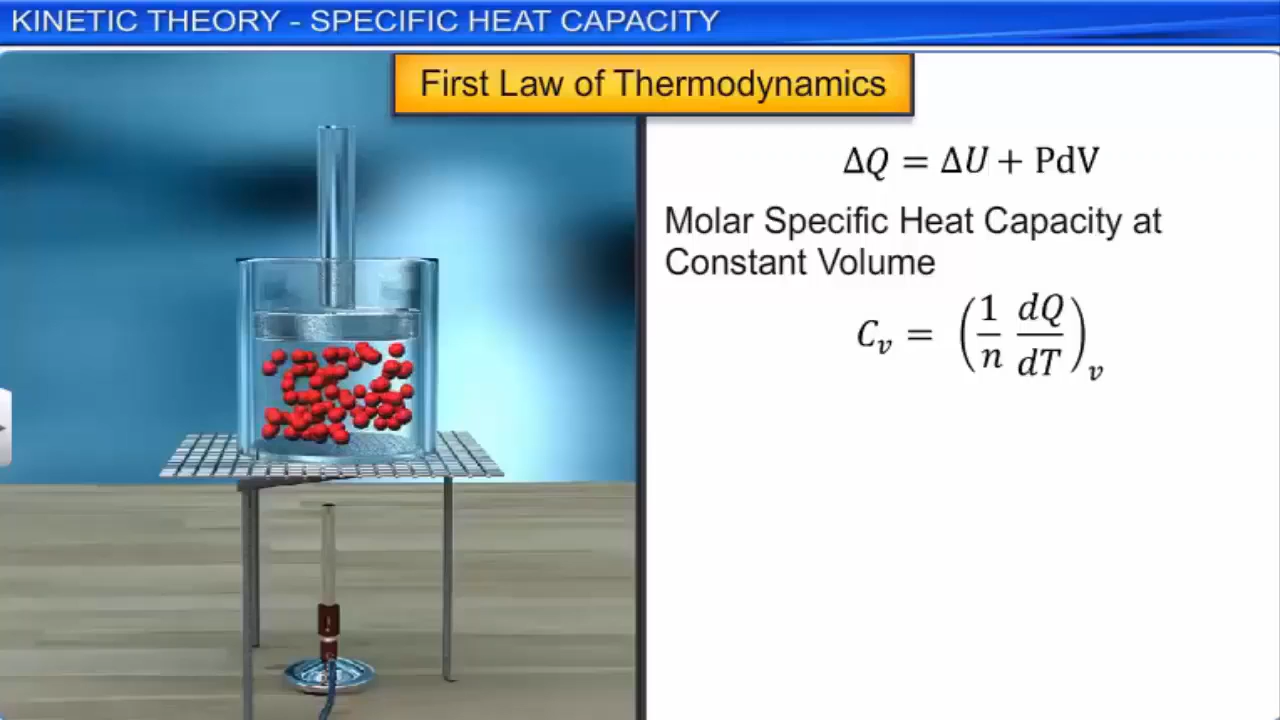 KINETIC THEORY - SPECIFIC HEAT CAPACITY
First Law of Thermodynamics
ΔQ = ΔU + PdV
Molar Specific Heat Capacity at
Constant Volume
C_v = (1/n dQ/dT)_v